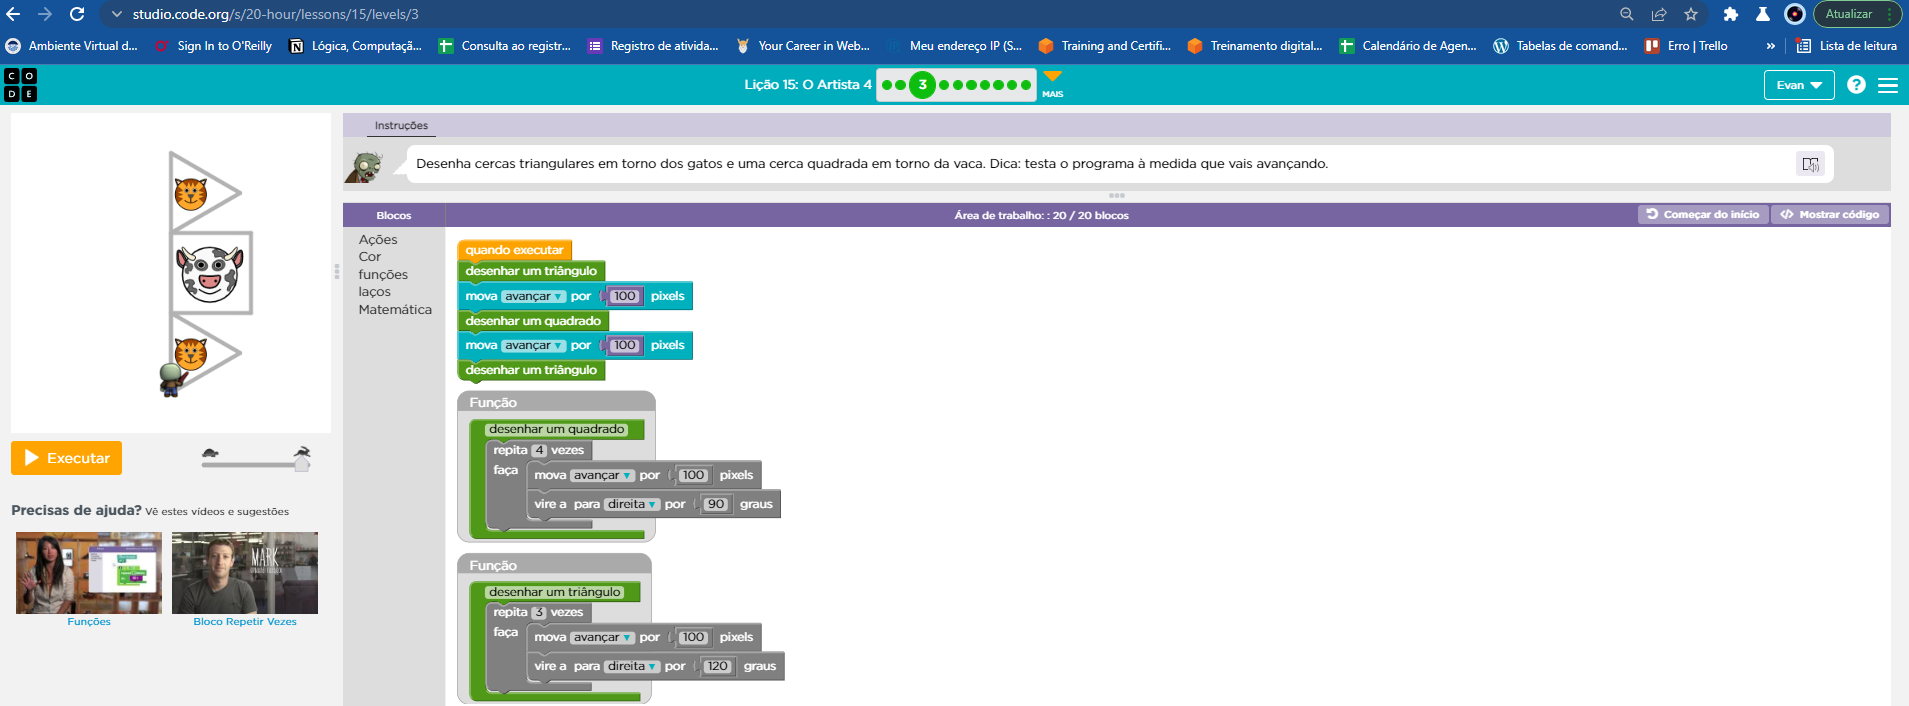 studio.code.org/s/20-hour/lessons/15/levels/3
Atualizar
Ambiente Virtual d...
Sign In to O'Reilly
Lógica, Computaçã...
Consulta ao registr...
Registro de ativida...
Your Career in Web...
Meu endereço IP (S...
Training and Certifi...
Treinamento digital...
Calendário de Agen...
Tabelas de comand...
Erro | Trello
»
Lista de leitura
C O
D E
Lição 15: O Artista 4
3
MAIS
Evan
?
Instruções
Desenha cercas triangulares em torno dos gatos e uma cerca quadrada em torno da vaca. Dica: testa o programa à medida que vais avançando.
Blocos
Área de trabalho: : 20 / 20 blocos
Começar do início
Mostrar código
Ações
Cor
funções
laços
Matemática
quando executar
desenhar um triângulo
mova avançar por 100 pixels
desenhar um quadrado
mova avançar por 100 pixels
desenhar um triângulo
Função
desenhar um quadrado
repita 4 vezes
faça
mova avançar por 100 pixels
vire a para direita por 90 graus
Função
desenhar um triângulo
repita 3 vezes
faça
mova avançar por 100 pixels
vire a para direita por 120 graus
Executar
Precisas de ajuda? Vê estes vídeos e sugestões
MARK
Funções
Bloco Repetir Vezes